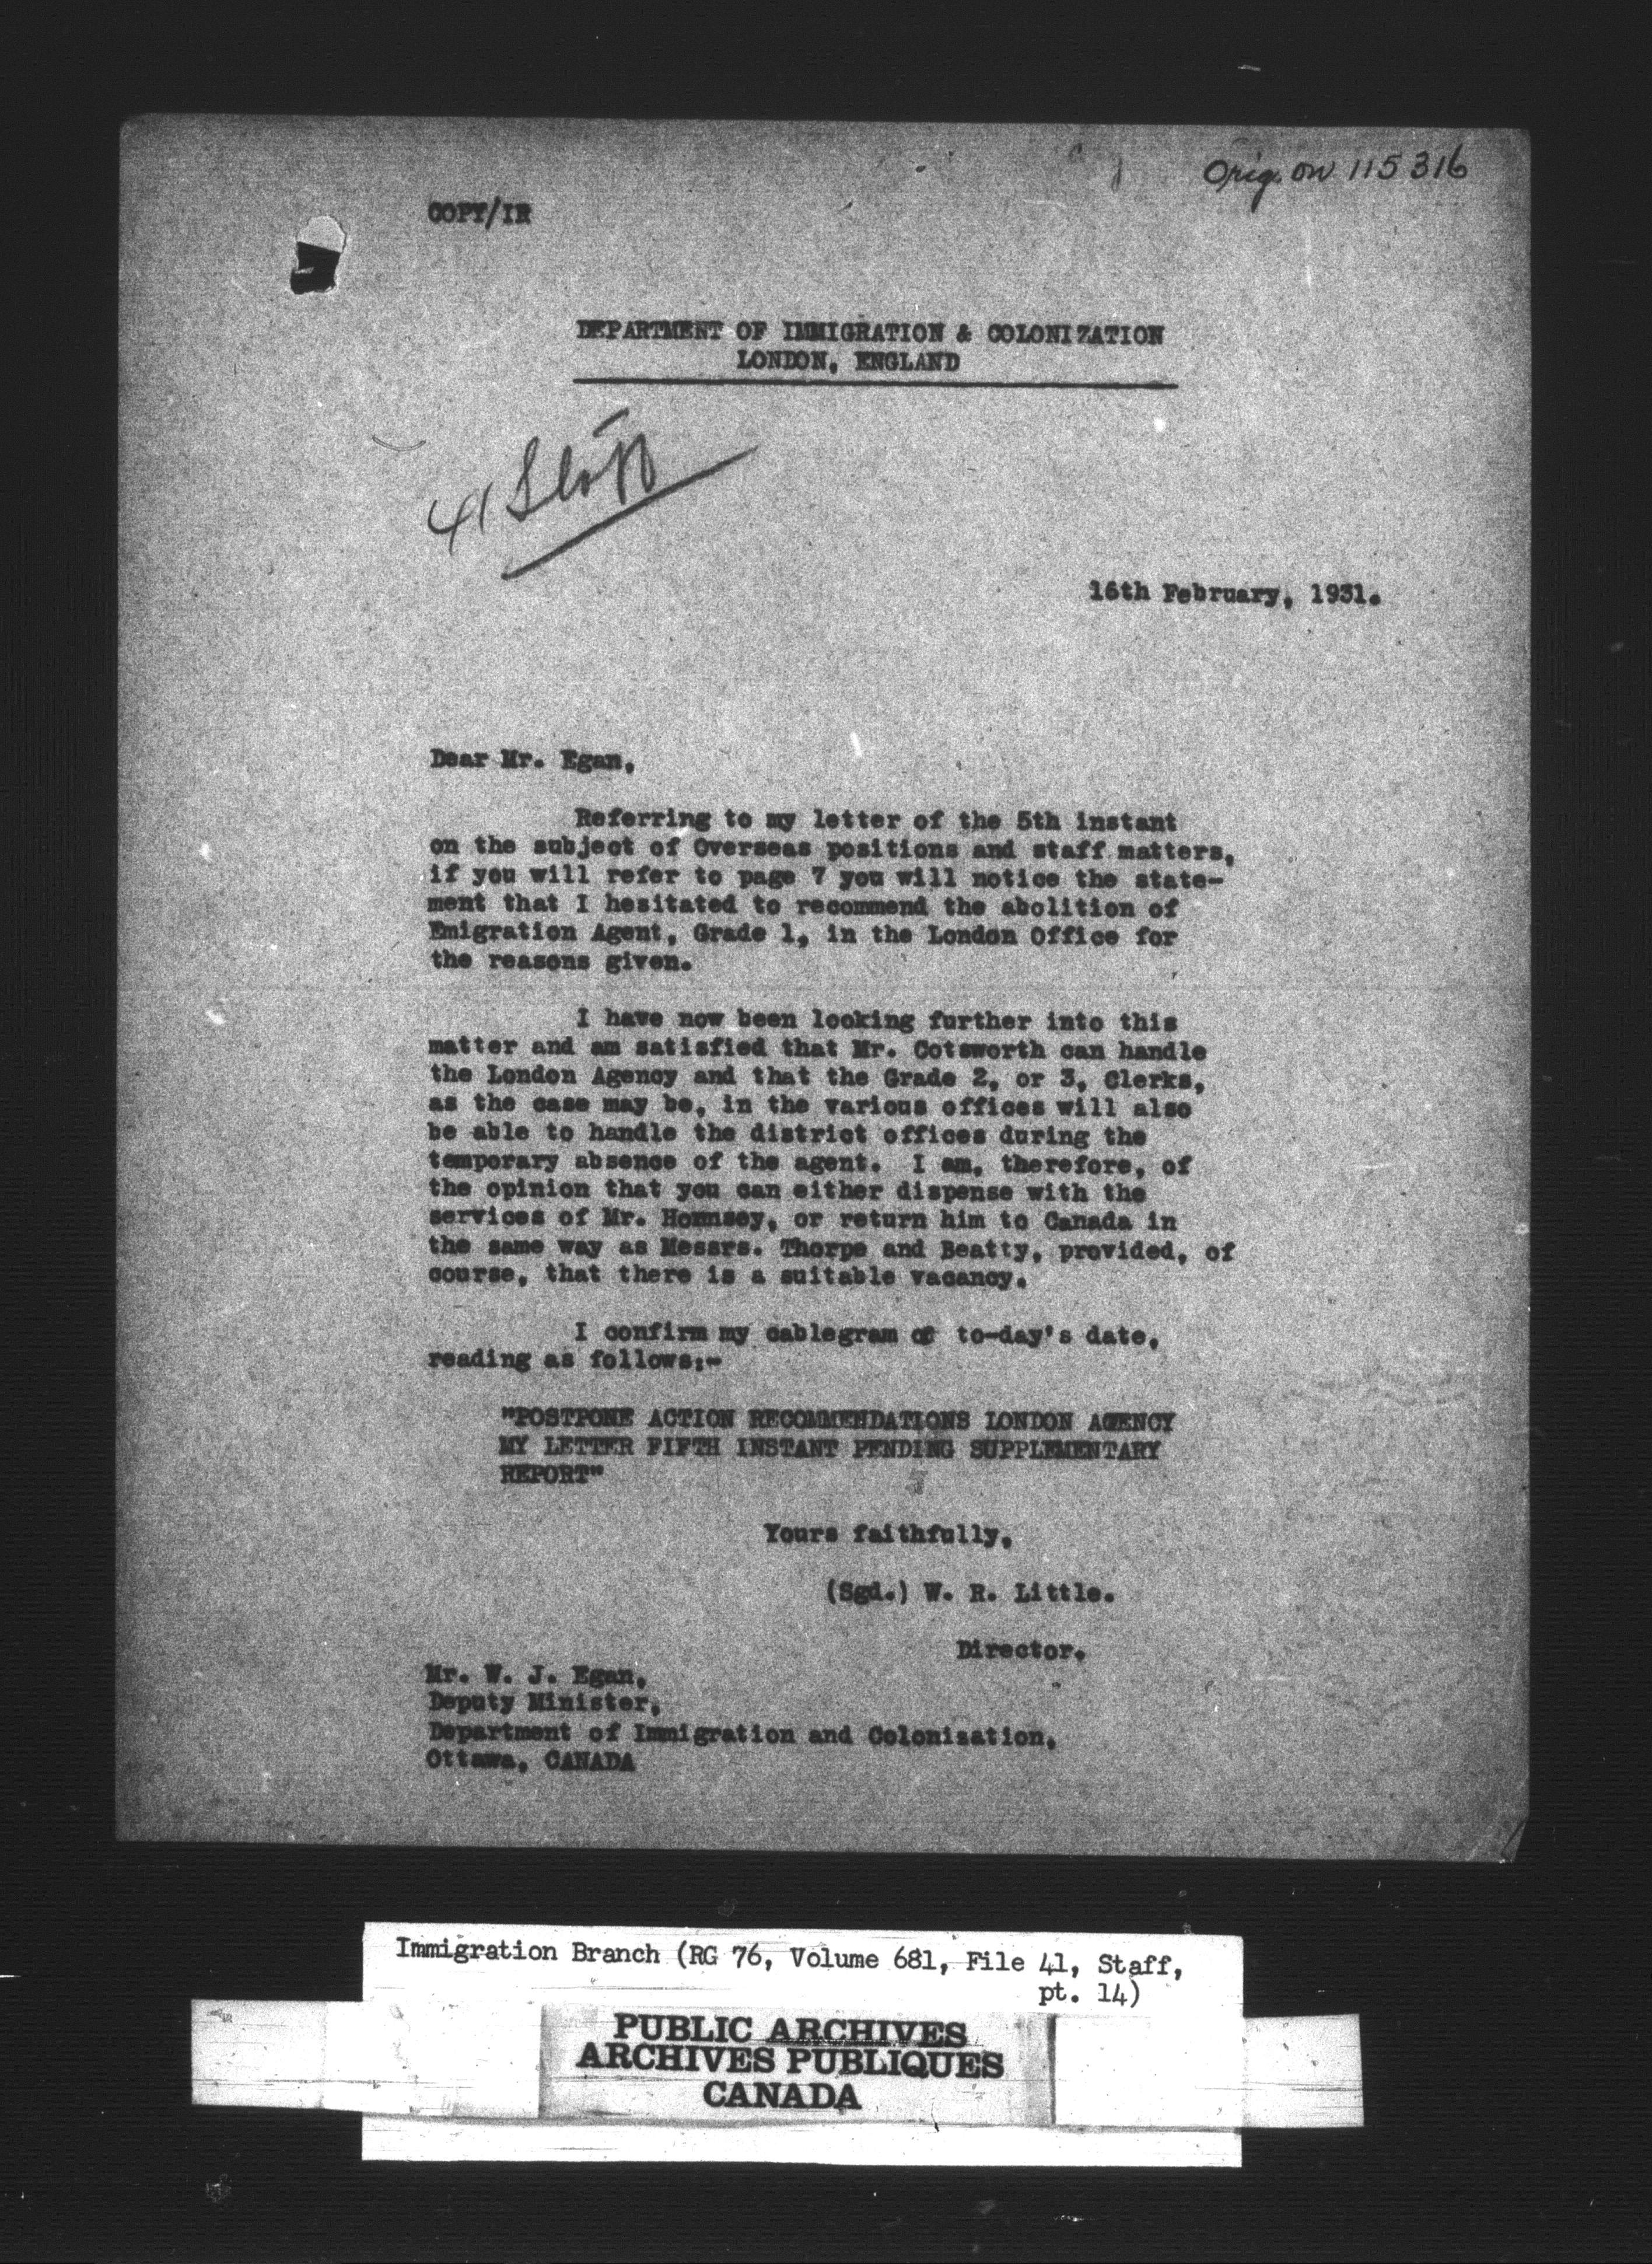 Orig. on 115316
COPY/IR
DEPARTMENT OF IMMIGRATION & COLONIZATION
LONDON, ENGLAND
41 Staff
16th February, 1931.
Dear Mr. Egan,
Referring to my letter of the 5th instant
on the subject of Overseas positions and staff matters,
if you will refer to page 7 you will notice the state-
ment that I hesitated to recommend the abolition of
Emigration Agent, Grade 1, in the London Office for
the reasons given.
I have now been looking further into this
matter and am satisfied that Mr. Cotsworth can handle
the London Agency and that the Grade 2, or 3, Clerks,
as the case may be, in the various offices will also
be able to handle the district offices during the
temporary absence of the agent. I am, therefore, of
the opinion that you can either dispense with the
services of Mr. Hornsey, or return him to Canada in
the same way as Messrs. Thorpe and Beatty, provided, of
course, that there is a suitable vacancy.
I confirm my cablegram of to-day's date,
reading as follows:-
"POSTPONE ACTION RECOMMENDATIONS LONDON AGENCY
MY LETTER FIFTH INSTANT PENDING SUPPLEMENTARY
REPORT"
Yours faithfully,
(Sgd.) W. R. Little.
Director.
Mr. W. J. Egan,
Deputy Minister,
Department of Immigration and Colonization,
Ottawa, CANADA
Immigration Branch (RG 76, Volume 681, File 41, Staff,
pt. 14)
PUBLIC ARCHIVES
ARCHIVES PUBLIQUES
CANADA